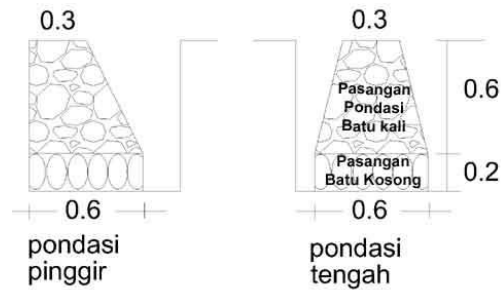 0.3
0.3
Pasangan
Pondasi
Batu kali
0.6
Pasangan
Batu Kosong
0.2
0.6
0.6
pondasi
pinggir
pondasi
tengah